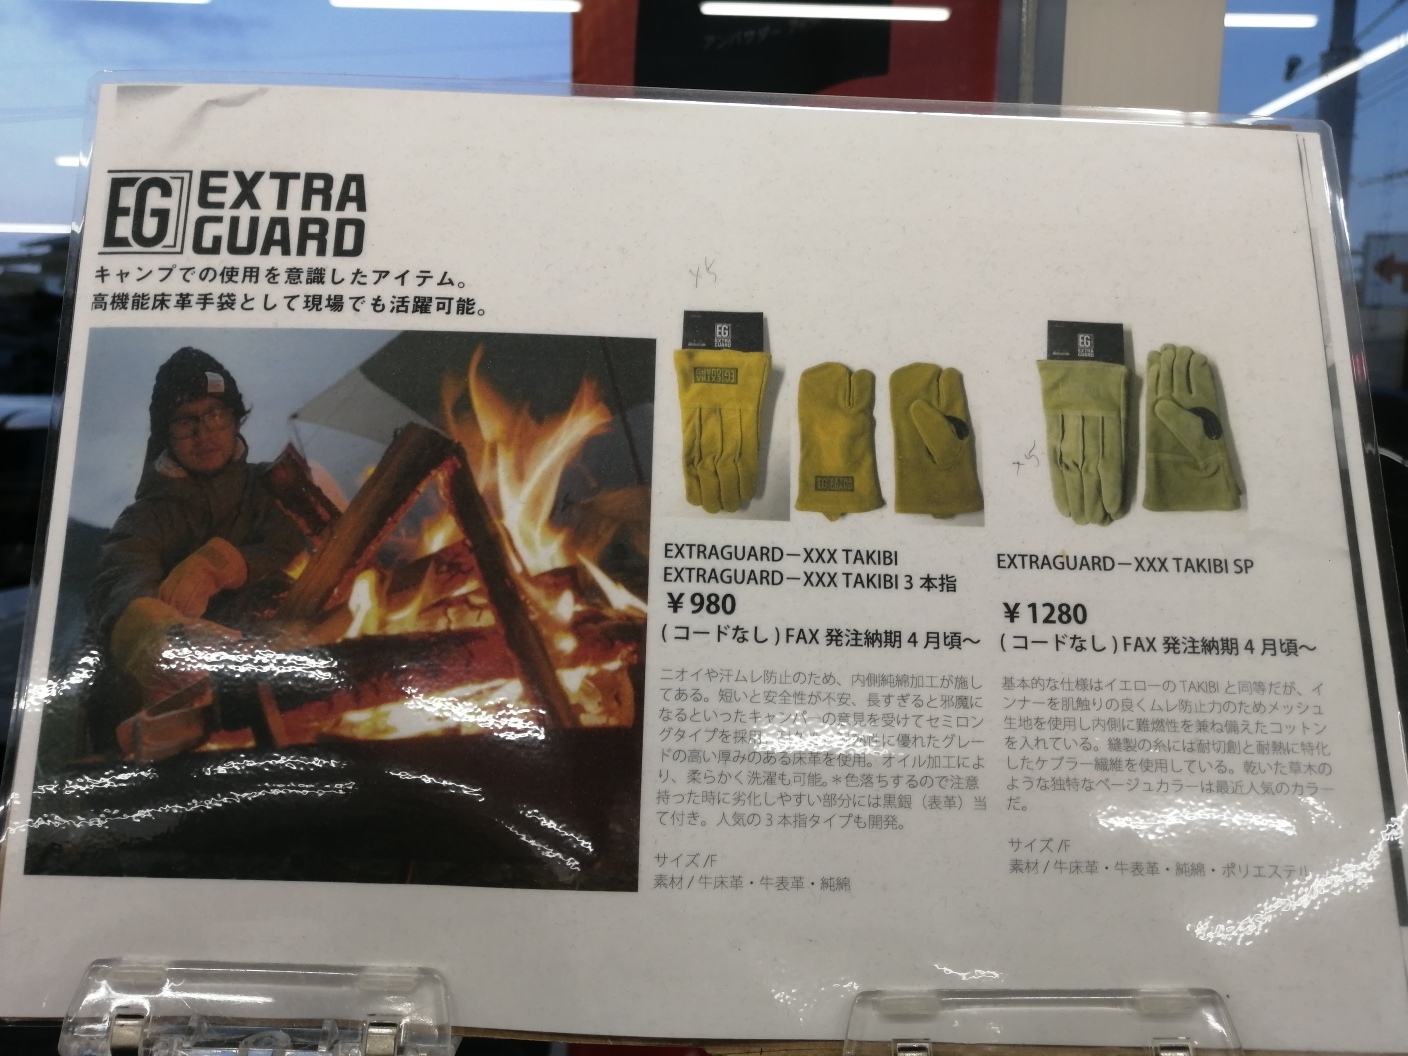 EG EXTRA GUARD
キャンプでの使用を意識したアイテム。
高機能床革手袋として現場でも活躍可能。
EXTRAGUARD－XXX TAKIBI
EXTRAGUARD－XXX TAKIBI 3 本指
￥980
( コードなし ) FAX 発注納期 4 月頃～
ニオイや汗ムレ防止のため、内側純綿加工が施し
てある。短いと安全性が不安、長すぎると邪魔に
なるといったキャンパーの意見を受けてセミロン
グタイプを採用。 に優れたグレー
ドの高い厚みのある床革を使用。オイル加工によ
り、柔らかく洗濯も可能。＊色落ちするので注意
持った時に劣化しやすい部分には黒銀（表革）当
て付き。人気の 3 本指タイプも開発。
サイズ /F
素材 / 牛床革・牛表革・純綿
EXTRAGUARD－XXX TAKIBI SP
￥1280
( コードなし ) FAX 発注納期 4 月頃～
基本的な仕様はイエローの TAKIBI と同等だが、イ
ンナーを肌触りの良くムレ防止力のためメッシュ
生地を使用し内側に難燃性を兼ね備えたコットン
を入れている。縫製の糸には耐切創と耐熱に特化
したケブラー繊維を使用している。乾いた草木の
ような独特なベージュカラーは最近人気のカラー
だ。
サイズ /F
素材 / 牛床革・牛表革・純綿・ポリエステル